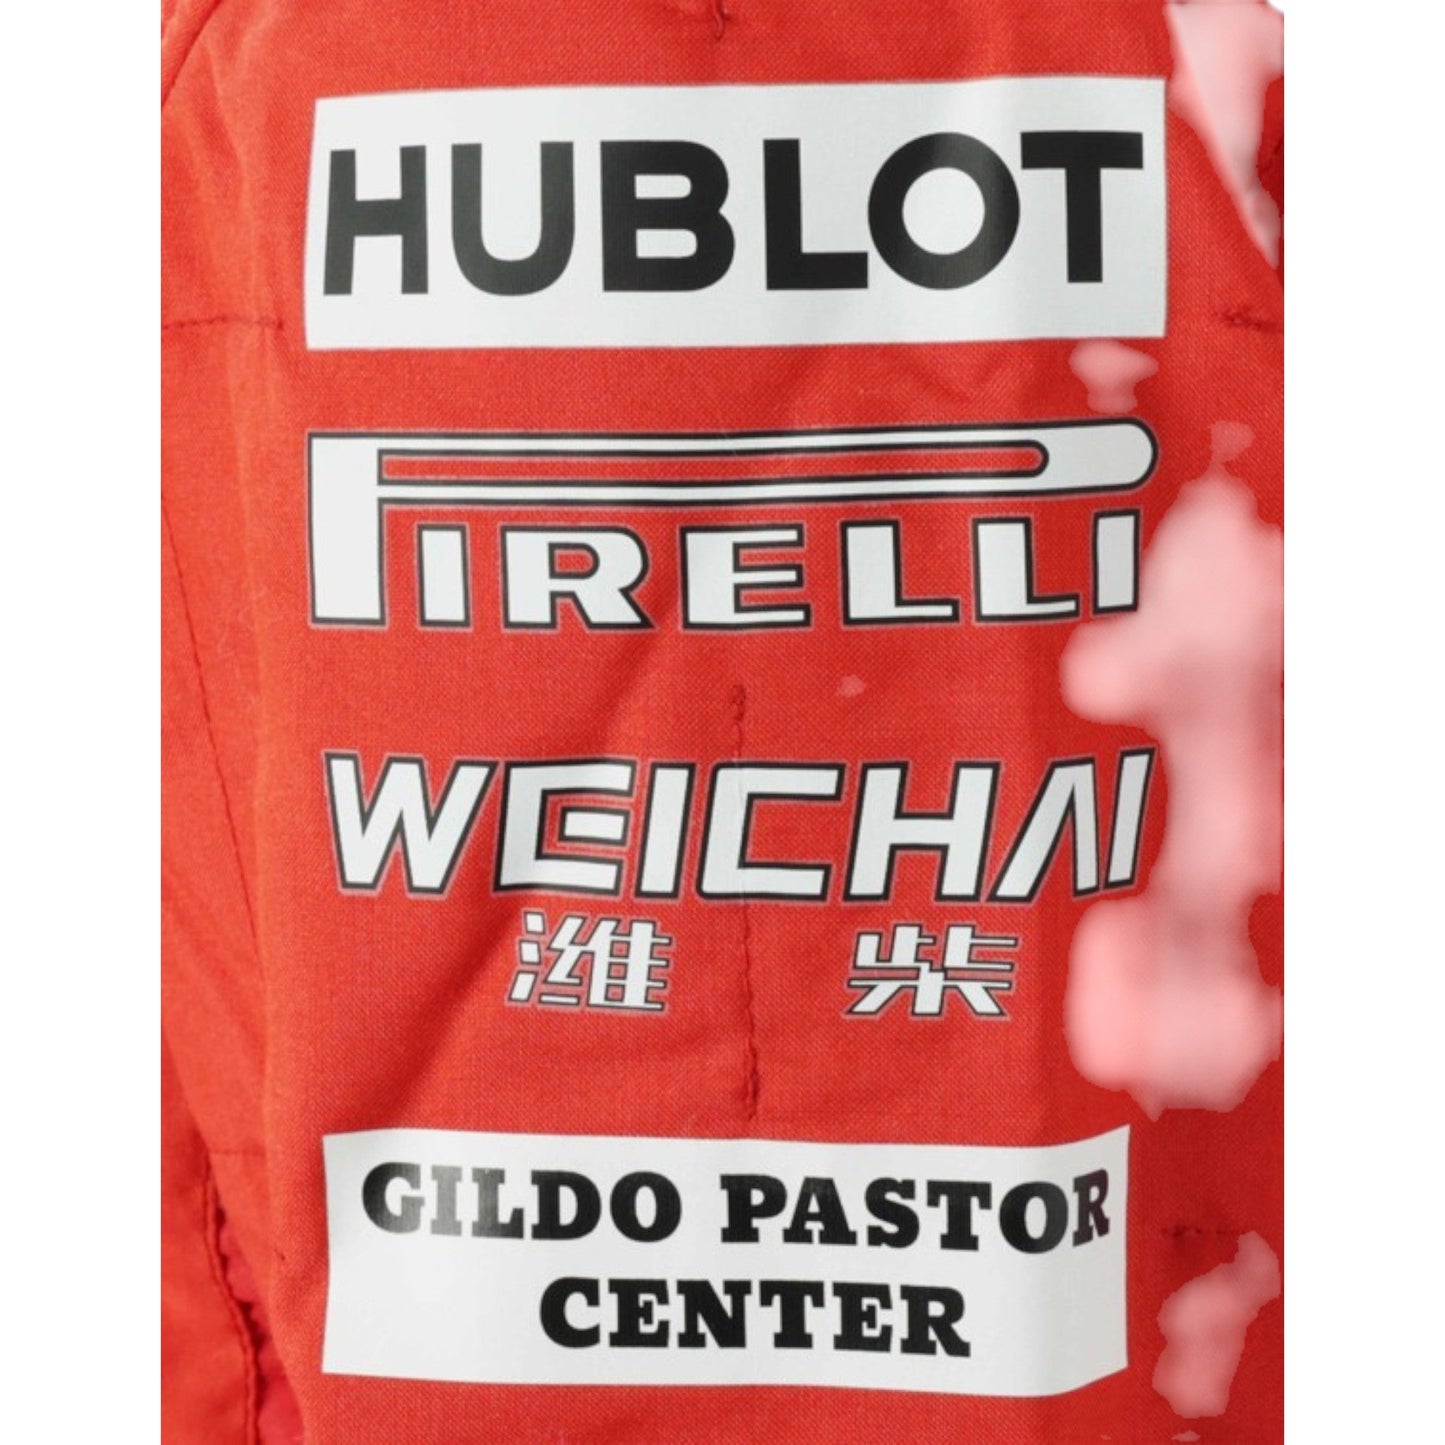 HUBLOT
PIRELLI
WEICHAI
潍柴
GILDO PASTOR
CENTER